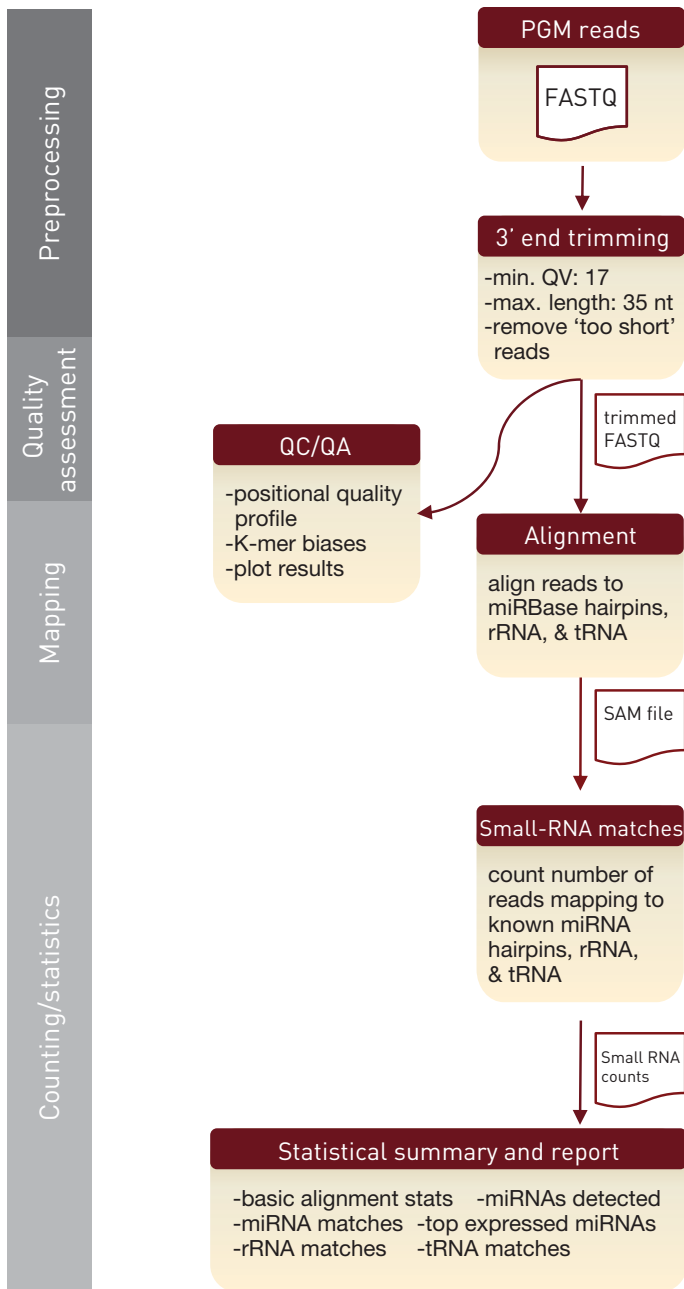 Preprocessing
Quality
assessment
Mapping
Counting/statistics
PGM reads
FASTQ
3’ end trimming
-min. QV: 17
-max. length: 35 nt
-remove ‘too short’
reads
trimmed
FASTQ
QC/QA
-positional quality
profile
-K-mer biases
-plot results
Alignment
align reads to
miRBase hairpins,
rRNA, & tRNA
SAM file
Small-RNA matches
count number of
reads mapping to
known miRNA
hairpins, rRNA,
& tRNA
Small RNA
counts
Statistical summary and report
-basic alignment stats -miRNAs detected
-miRNA matches -top expressed miRNAs
-rRNA matches -tRNA matches